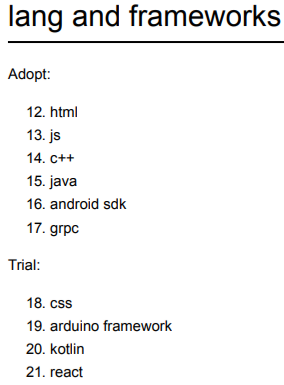 lang and frameworks
Adopt:
12. html
13. js
14. c++
15. java
16. android sdk
17. grpc
Trial:
18. css
19. arduino framework
20. kotlin
21. react